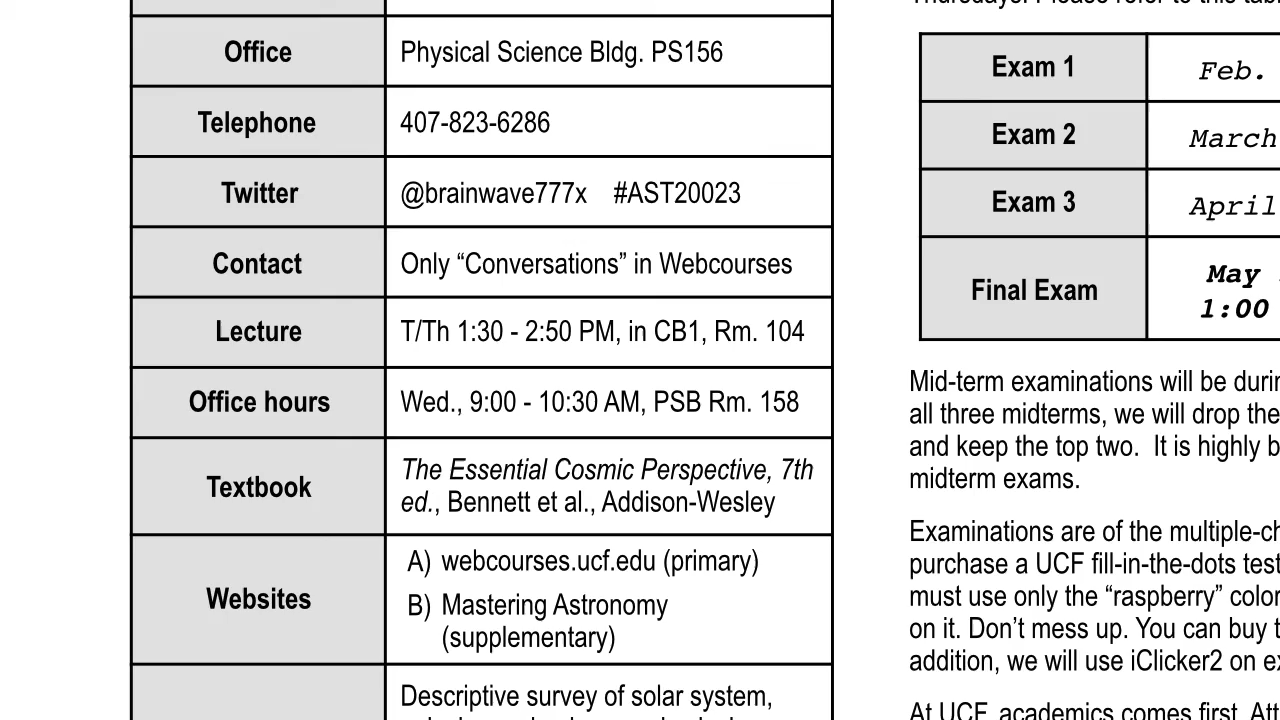 Office Physical Science Bldg. PS156
Telephone 407-823-6286
Twitter @brainwave777x #AST20023
Contact Only “Conversations” in Webcourses
Lecture T/Th 1:30 - 2:50 PM, in CB1, Rm. 104
Office hours Wed., 9:00 - 10:30 AM, PSB Rm. 158
Textbook
The Essential Cosmic Perspective, 7th
ed., Bennett et al., Addison-Wesley
Websites
A) webcourses.ucf.edu (primary)
B) Mastering Astronomy
(supplementary)
Descriptive survey of solar system,
refer to this
Exam 1 Feb.
Exam 2 March
Exam 3 April
Final Exam
May
1:00
Mid-term examinations will be
all three midterms, we will drop the
and keep the top two. It is highly
midterm exams.
Examinations are of the
purchase a UCF fill-in-the-dots test
must use only the “raspberry”
on it. Don’t mess up. You can buy
addition, we will use iClicker2 on
At UCF, academics comes first.